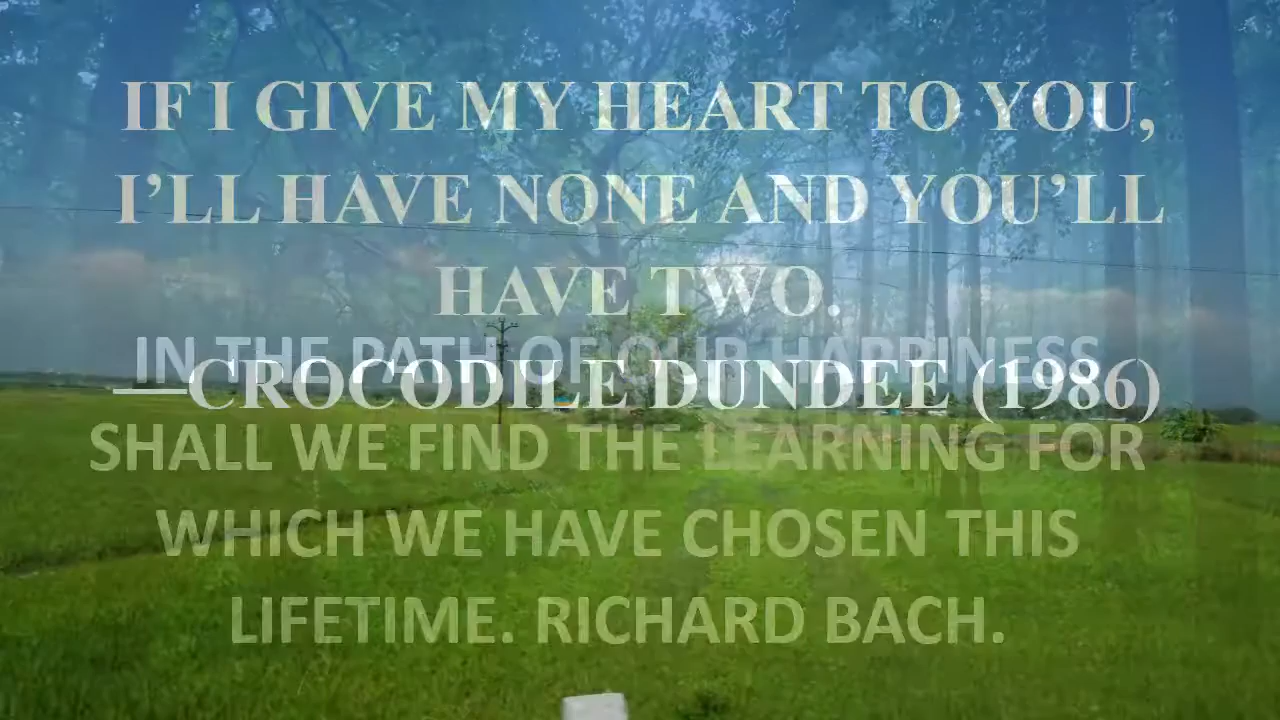 IF I GIVE MY HEART TO YOU,
I’LL HAVE NONE AND YOU’LL
HAVE TWO.
—CROCODILE DUNDEE (1986)
IN THE PATH OF OUR HAPPINESS
SHALL WE FIND THE LEARNING FOR
WHICH WE HAVE CHOSEN THIS
LIFETIME. RICHARD BACH.